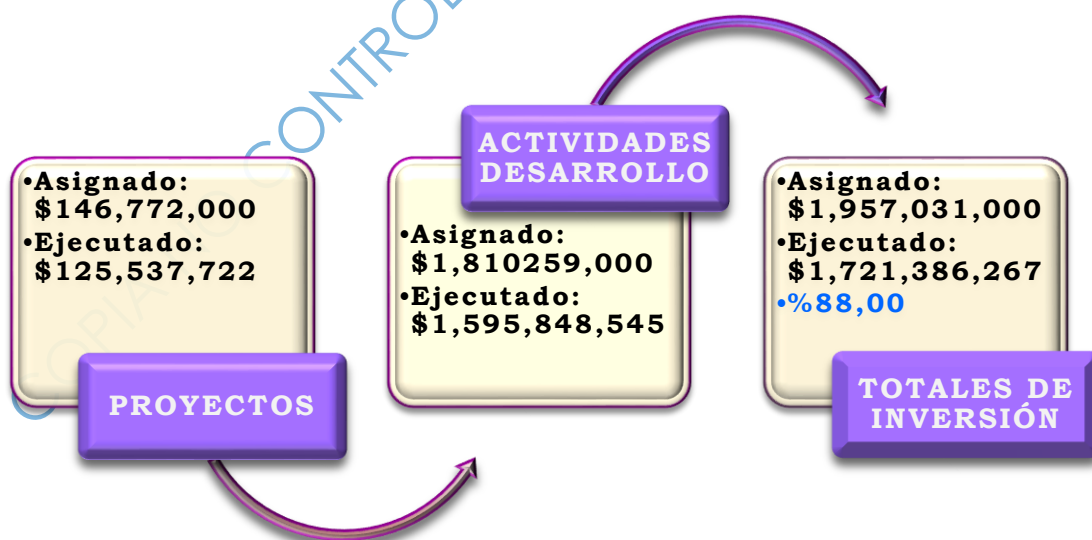 •Asignado:
$146,772,000
•Ejecutado:
$125,537,722
PROYECTOS
ACTIVIDADES
DESARROLLO
•Asignado:
$1,810259,000
•Ejecutado:
$1,595,848,545
•Asignado:
$1,957,031,000
•Ejecutado:
$1,721,386,267
•%88,00
TOTALES DE
INVERSIÓN